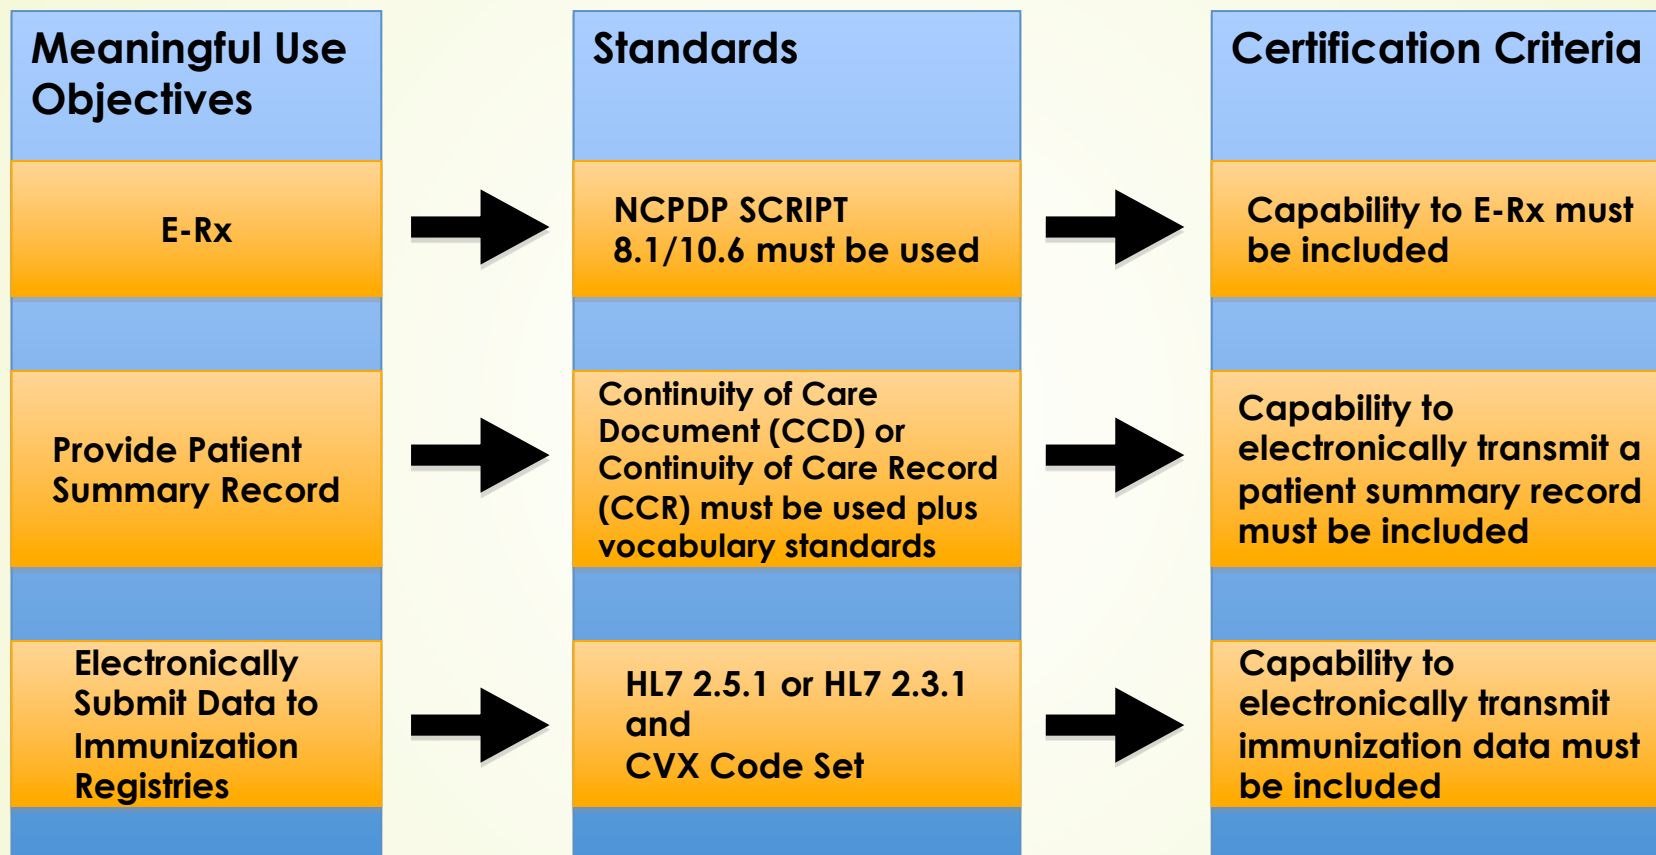 Meaningful Use
Objectives
Standards
Certification Criteria
E-Rx
NCPDP SCRIPT
8.1/10.6 must be used
Capability to E-Rx must
be included
Provide Patient
Summary Record
Continuity of Care
Document (CCD) or
Continuity of Care Record
(CCR) must be used plus
vocabulary standards
Capability to
electronically transmit a
patient summary record
must be included
Electronically
Submit Data to
Immunization
Registries
HL7 2.5.1 or HL7 2.3.1
and
CVX Code Set
Capability to
electronically transmit
immunization data must
be included